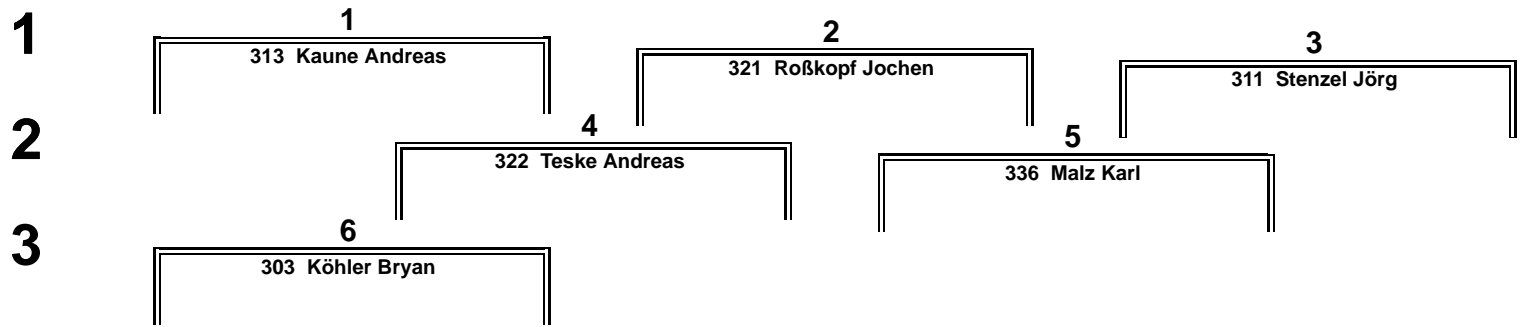 1
1
313 Kaune Andreas
2
321 Roßkopf Jochen
3
311 Stenzel Jörg
2
4
322 Teske Andreas
5
336 Malz Karl
3
6
303 Köhler Bryan